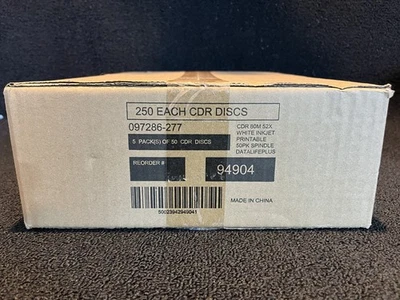 250 EACH CDR DISCS
097286-277
5 PACK(S) OF 50 CDR DISCS
CDR 80M 52X
WHITE INKJET
PRINTABLE
50PK SPINDLE
DATALIFEPLUS
REORDER #
94904
50023942949041
MADE IN CHINA